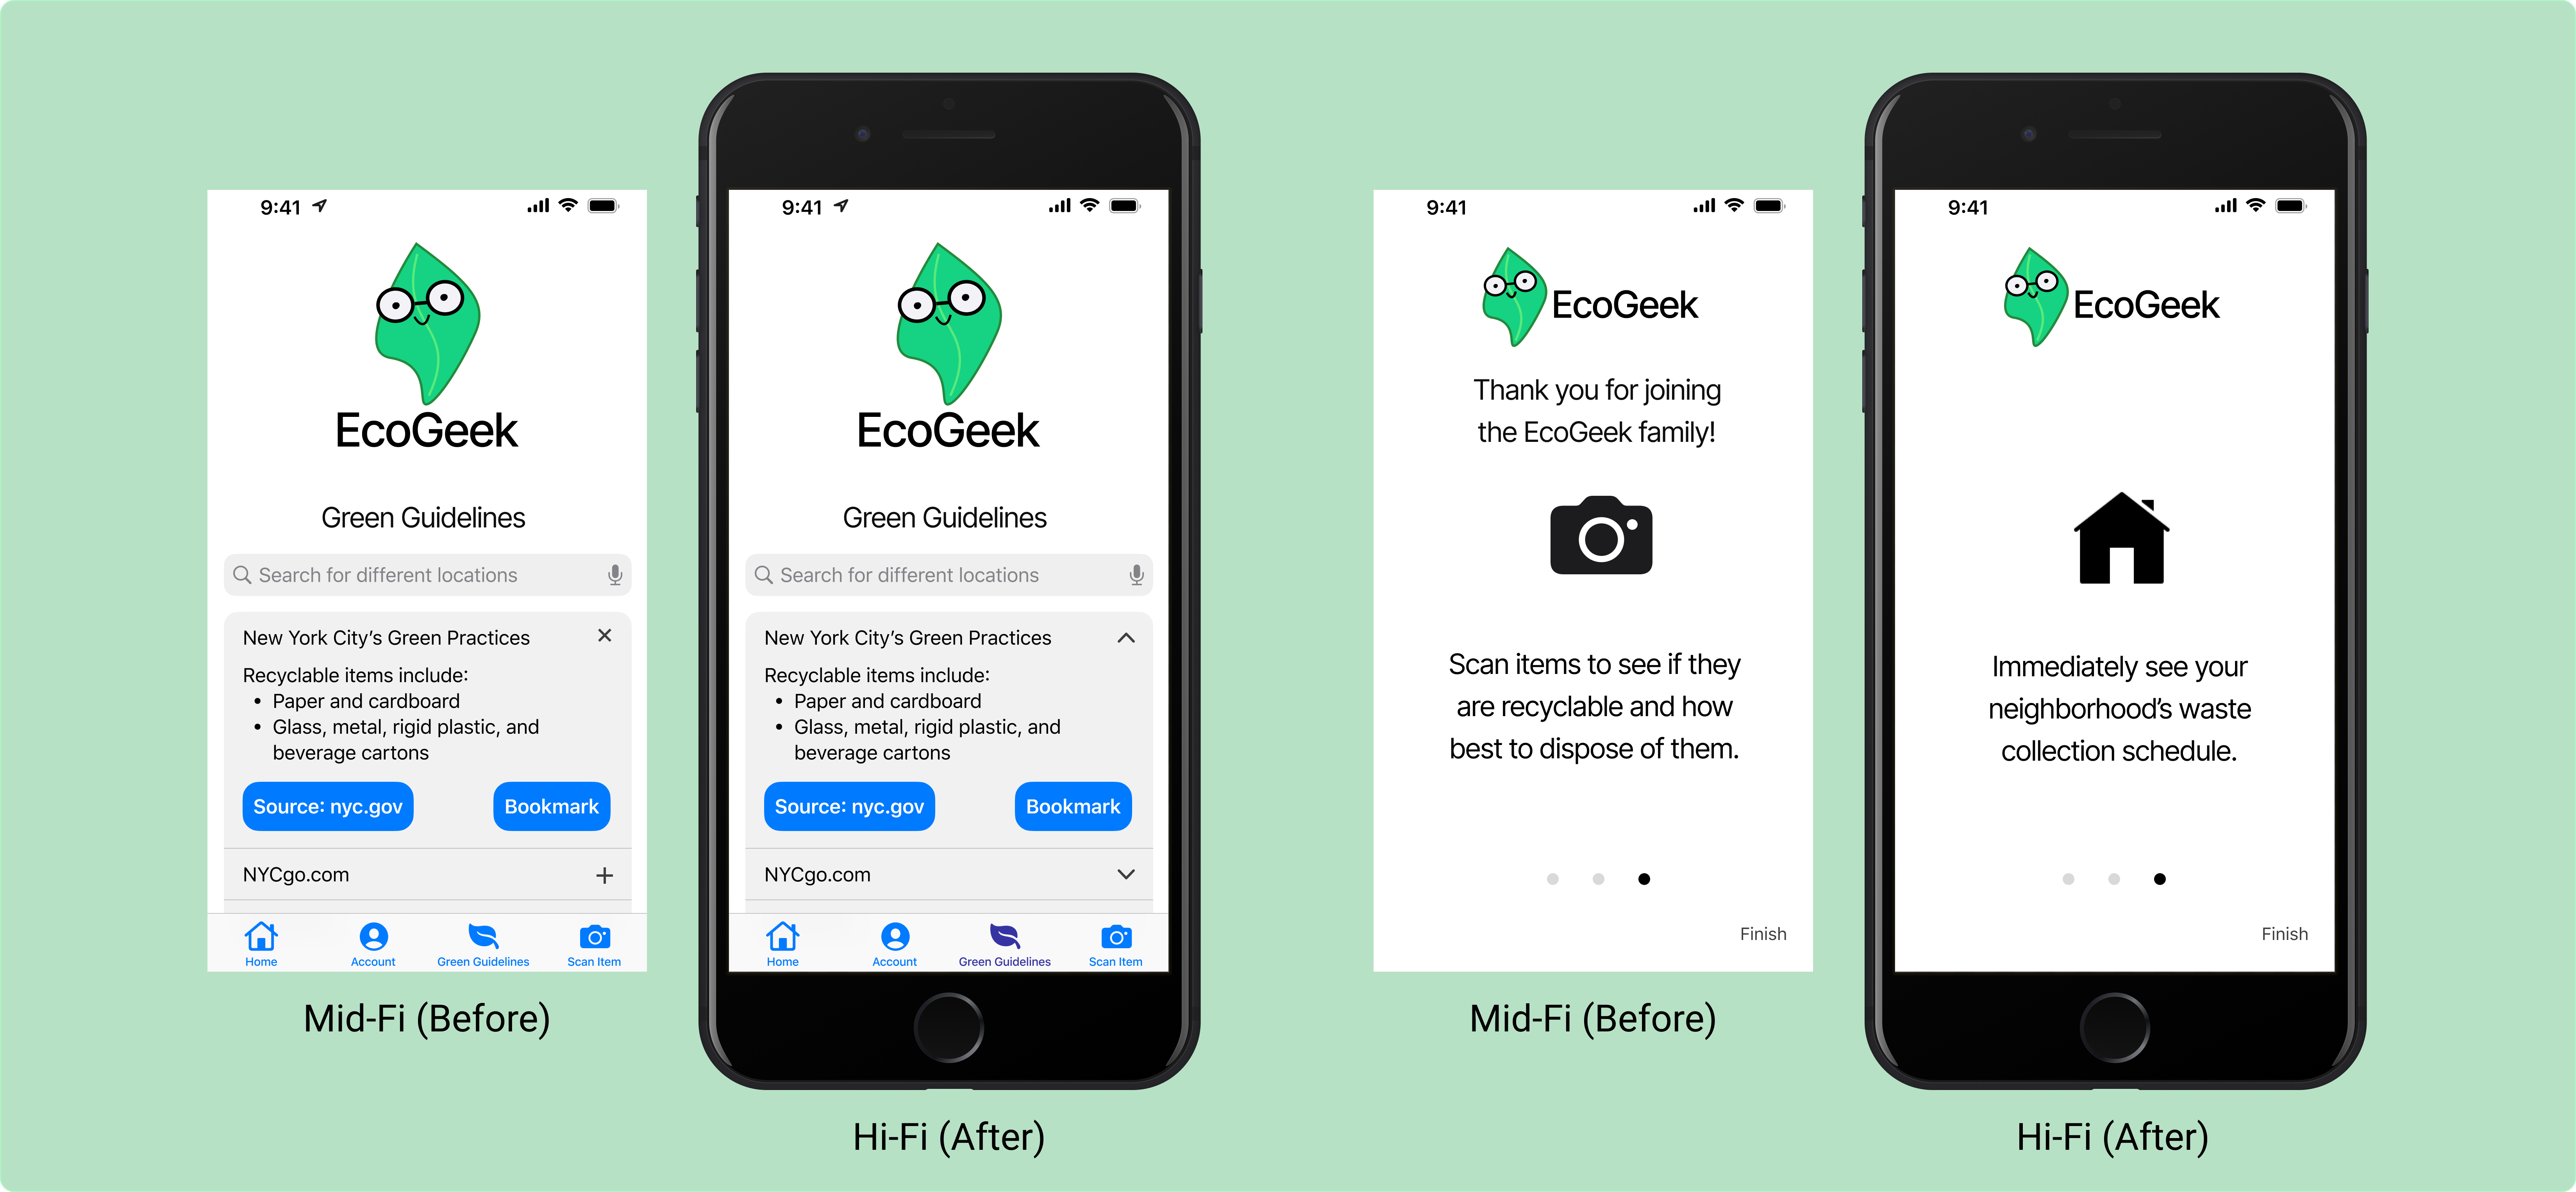 9:41
EcoGeek
Green Guidelines
Search for different locations
New York City’s Green Practices
Recyclable items include:
• Paper and cardboard
• Glass, metal, rigid plastic, and
beverage cartons
Source: nyc.gov
Bookmark
NYCgo.com
Home
Account
Green Guidelines
Scan Item
Mid-Fi (Before)
9:41
EcoGeek
Green Guidelines
Search for different locations
New York City’s Green Practices
Recyclable items include:
• Paper and cardboard
• Glass, metal, rigid plastic, and
beverage cartons
Source: nyc.gov
Bookmark
NYCgo.com
Home
Account
Green Guidelines
Scan Item
Hi-Fi (After)
9:41
EcoGeek
Thank you for joining
the EcoGeek family!
Scan items to see if they
are recyclable and how
best to dispose of them.
Finish
Mid-Fi (Before)
9:41
EcoGeek
Immediately see your
neighborhood’s waste
collection schedule.
Finish
Hi-Fi (After)